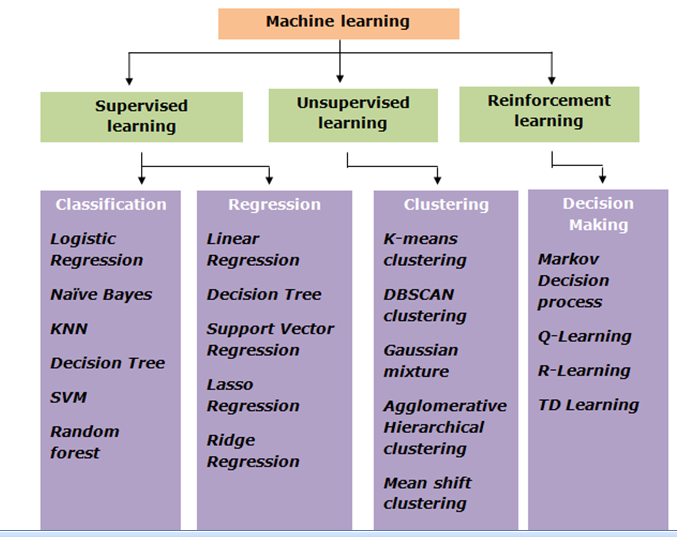 Machine learning
Supervised
learning
Unsupervised
learning
Reinforcement
learning
Classification
Logistic
Regression
Naïve Bayes
KNN
Decision Tree
SVM
Random
forest
Regression
Linear
Regression
Decision Tree
Support Vector
Regression
Lasso
Regression
Ridge
Regression
Clustering
K-means
clustering
DBSCAN
clustering
Gaussian
mixture
Agglomerative
Hierarchical
clustering
Mean shift
clustering
Decision
Making
Markov
Decision
process
Q-Learning
R-Learning
TD Learning